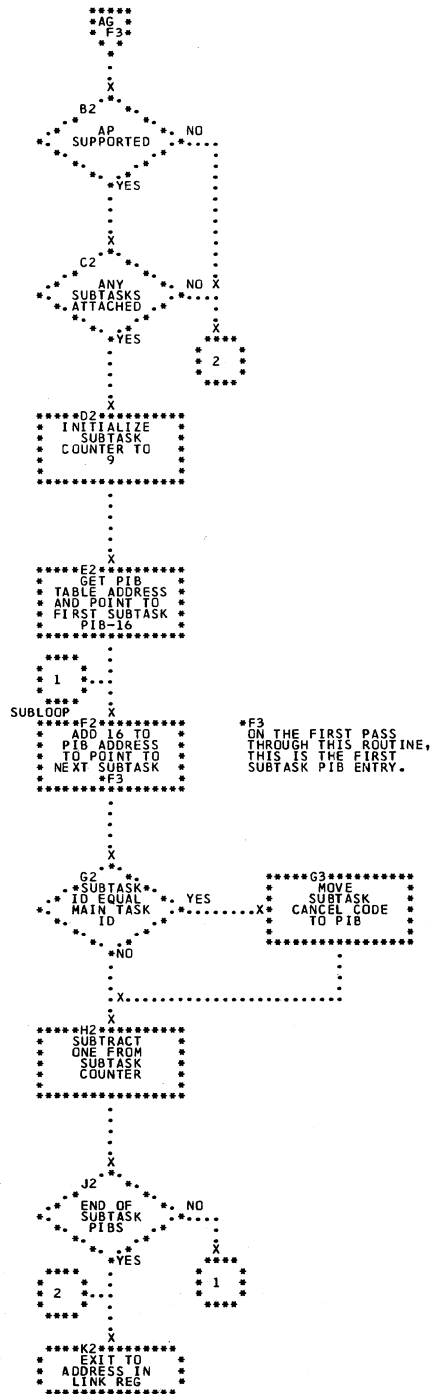 AG
F3
B2
AP
SUPPORTED
NO
YES
C2
ANY
SUBTASKS
ATTACHED
NO
YES
2
D2
INITIALIZE
SUBTASK
COUNTER TO
9
E2
GET PIB
TABLE ADDRESS
AND POINT TO
FIRST SUBTASK
PIB-16
1
SUBLOOP
F2
ADD 16 TO
PIB ADDRESS
TO POINT TO
NEXT SUBTASK
*F3
*F3
ON THE FIRST PASS
THROUGH THIS ROUTINE,
THIS IS THE FIRST
SUBTASK PIB ENTRY.
G2
SUBTASK
ID EQUAL
MAIN TASK
ID
YES
NO
G3
MOVE
SUBTASK
CANCEL CODE
TO PIB
H2
SUBTRACT
ONE FROM
SUBTASK
COUNTER
J2
END OF
SUBTASK
PIBS
NO
YES
2
1
K2
EXIT TO
ADDRESS IN
LINK REG